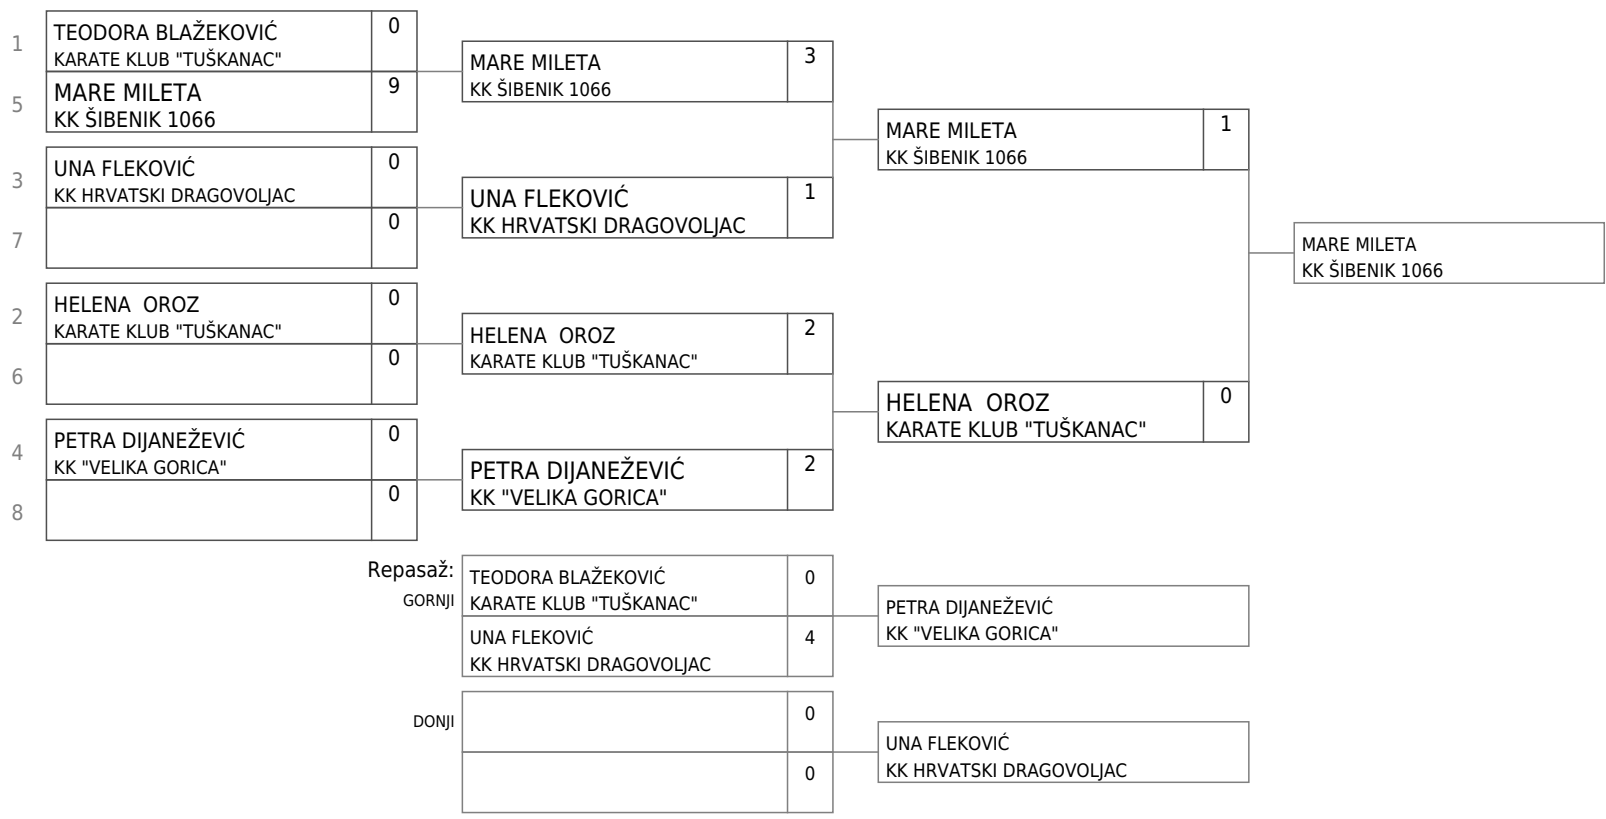 1
TEODORA BLAŽEKOVIĆ 0
KARATE KLUB "TUŠKANAC"
5
MARE MILETA 9
KK ŠIBENIK 1066
3
UNA FLEKOVIĆ 0
KK HRVATSKI DRAGOVOLJAC
7
0
2
HELENA  OROZ 0
KARATE KLUB "TUŠKANAC"
6
0
4
PETRA DIJANEŽEVIĆ 0
KK "VELIKA GORICA"
8
0
MARE MILETA 3
KK ŠIBENIK 1066
UNA FLEKOVIĆ 1
KK HRVATSKI DRAGOVOLJAC
HELENA  OROZ 2
KARATE KLUB "TUŠKANAC"
PETRA DIJANEŽEVIĆ 2
KK "VELIKA GORICA"
MARE MILETA 1
KK ŠIBENIK 1066
HELENA  OROZ 0
KARATE KLUB "TUŠKANAC"
MARE MILETA
KK ŠIBENIK 1066
Repasaž:
GORNJI
TEODORA BLAŽEKOVIĆ 0
KARATE KLUB "TUŠKANAC"
UNA FLEKOVIĆ 4
KK HRVATSKI DRAGOVOLJAC
PETRA DIJANEŽEVIĆ
KK "VELIKA GORICA"
DONJI
0
0
UNA FLEKOVIĆ
KK HRVATSKI DRAGOVOLJAC